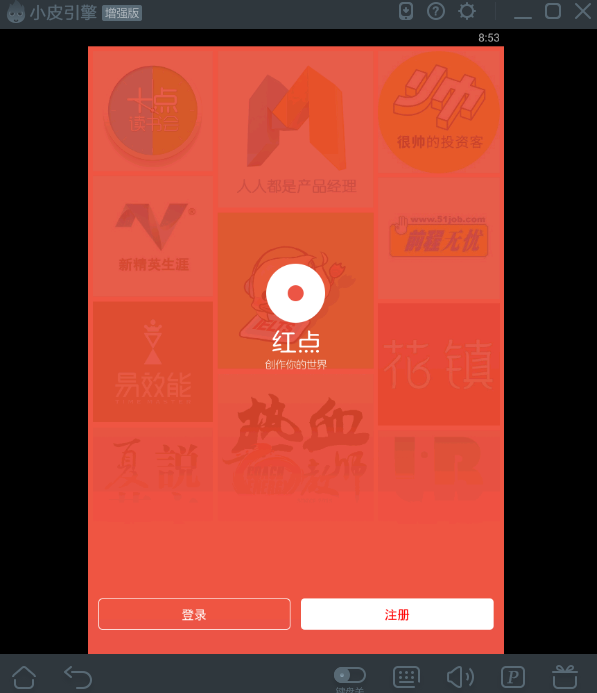 小皮引擎 增强版
8:53
十点
读书会
人人都是产品经理
帅
很帅的投资客
新精英生涯
www.51job.com
前程无忧
红点
创作你的世界
易效能
花镇
夏说
热血
登录
注册
P